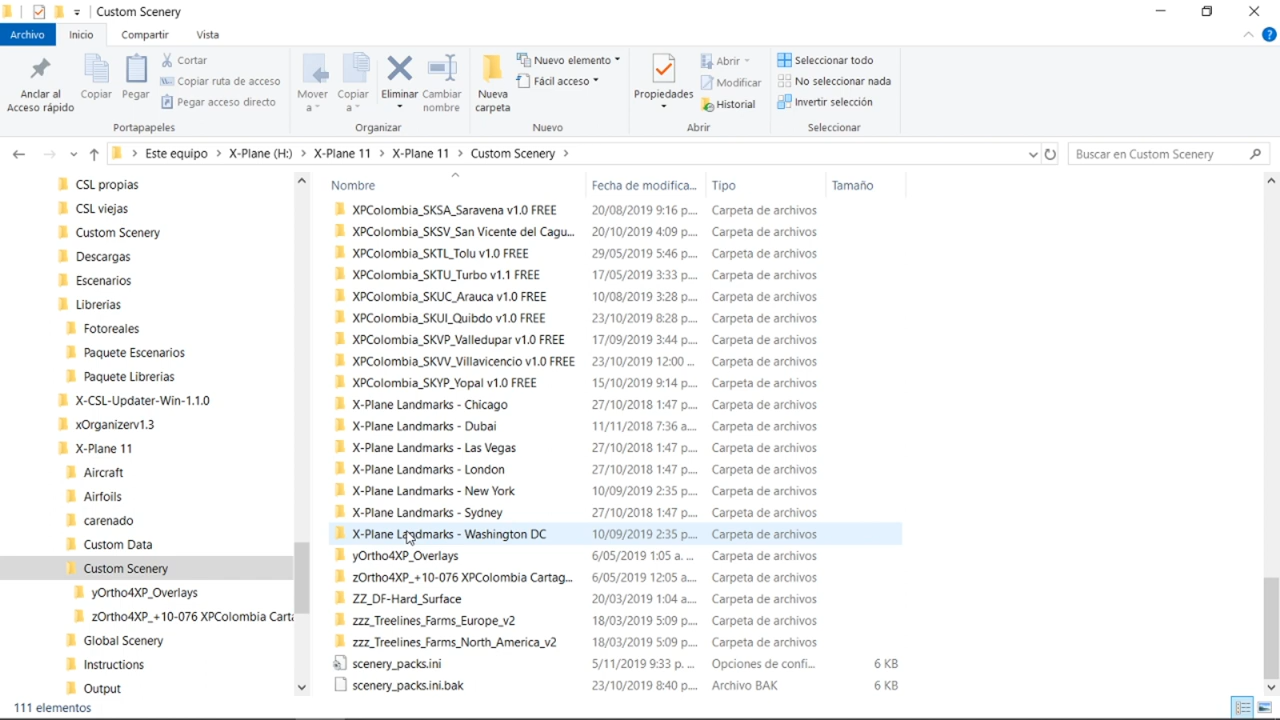 Custom Scenery
Archivo Inicio Compartir Vista
Anclar al Acceso rápido
Copiar
Pegar
Cortar
Copiar ruta de acceso
Pegar acceso directo
Portapapeles
Mover a
Copiar a
Eliminar
Cambiar nombre
Organizar
Nueva carpeta
Nuevo elemento
Fácil acceso
Nuevo
Propiedades
Abrir
Modificar
Historial
Abrir
Seleccionar todo
No seleccionar nada
Invertir selección
Seleccionar
Este equipo > X-Plane (H:) > X-Plane 11 > X-Plane 11 > Custom Scenery >
Buscar en Custom Scenery
CSL propias
CSL viejas
Custom Scenery
Descargas
Escenarios
Librerias
Fotoreales
Paquete Escenarios
Paquete Librerias
X-CSL-Updater-Win-1.1.0
xOrganizerv1.3
X-Plane 11
Aircraft
Airfoils
carenado
Custom Data
Custom Scenery
yOrtho4XP_Overlays
zOrtho4XP_+10-076 XPColombia Carta
Global Scenery
Instructions
Output
Nombre Fecha de modifica... Tipo Tamaño
XPColombia_SKSA_Saravena v1.0 FREE 20/08/2019 9:16 p.... Carpeta de archivos
XPColombia_SKSV_San Vicente del Cagu... 20/10/2019 4:09 p.... Carpeta de archivos
XPColombia_SKTL_Tolu v1.0 FREE 29/05/2019 5:46 p.... Carpeta de archivos
XPColombia_SKTU_Turbo v1.1 FREE 17/05/2019 3:33 p.... Carpeta de archivos
XPColombia_SKUC_Arauca v1.0 FREE 10/08/2019 3:28 p.... Carpeta de archivos
XPColombia_SKUI_Quibdo v1.0 FREE 23/10/2019 8:28 p.... Carpeta de archivos
XPColombia_SKVP_Valledupar v1.0 FREE 17/09/2019 3:44 p.... Carpeta de archivos
XPColombia_SKVV_Villavicencio v1.0 FREE 23/10/2019 12:00 ... Carpeta de archivos
XPColombia_SKYP_Yopal v1.0 FREE 15/10/2019 9:14 p.... Carpeta de archivos
X-Plane Landmarks - Chicago 27/10/2018 1:47 p.... Carpeta de archivos
X-Plane Landmarks - Dubai 11/11/2018 7:36 a.... Carpeta de archivos
X-Plane Landmarks - Las Vegas 27/10/2018 1:47 p.... Carpeta de archivos
X-Plane Landmarks - London 27/10/2018 1:47 p.... Carpeta de archivos
X-Plane Landmarks - New York 10/09/2019 2:35 p.... Carpeta de archivos
X-Plane Landmarks - Sydney 27/10/2018 1:47 p.... Carpeta de archivos
X-Plane Landmarks - Washington DC 10/09/2019 2:35 p.... Carpeta de archivos
yOrtho4XP_Overlays 6/05/2019 1:05 a. ... Carpeta de archivos
zOrtho4XP_+10-076 XPColombia Cartag... 6/05/2019 12:05 a.... Carpeta de archivos
ZZ_DF-Hard_Surface 20/03/2019 1:04 a.... Carpeta de archivos
zzz_Treelines_Farms_Europe_v2 18/03/2019 5:09 p.... Carpeta de archivos
zzz_Treelines_Farms_North_America_v2 18/03/2019 5:09 p.... Carpeta de archivos
scenery_packs.ini 5/11/2019 9:33 p. ... Opciones de confi... 6 KB
scenery_packs.ini.bak 23/10/2019 8:40 p.... Archivo BAK 6 KB
111 elementos